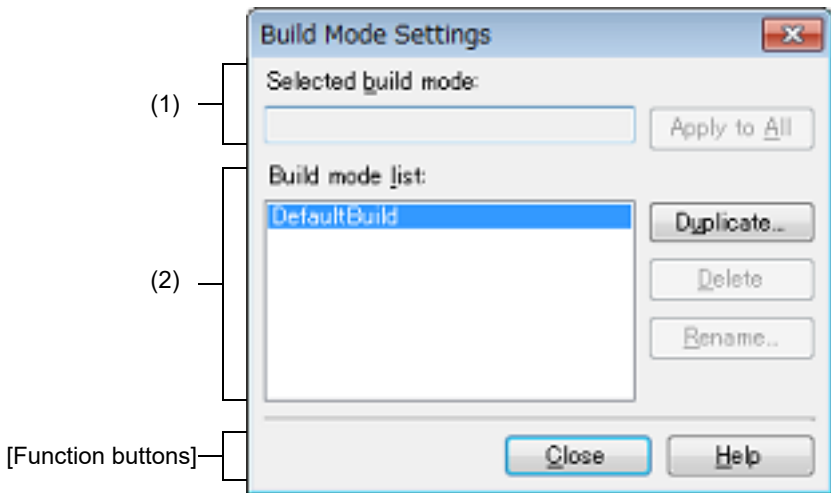 Build Mode Settings
(1)
Selected build mode:
Apply to All
Build mode list:
DefaultBuild
Duplicate...
(2)
Delete
Rename...
[Function buttons]
Close
Help